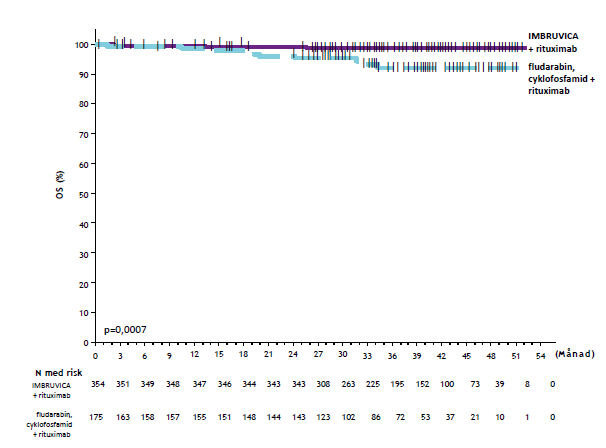 IMBRUVICA
+ rituximab
fludarabin,
cyklofosfamid +
rituximab
OS (%)
100
90
80
70
60
50
40
30
20
10
0
p=0,0007
0 3 6 9 12 15 18 21 24 27 30 33 36 39 42 45 48 51 54 (Månad)
N med risk
IMBRUVICA
+ rituximab
354 351 349 348 347 346 344 343 343 308 263 225 195 152 100 73 39 8 0
fludarabin,
cyklofosfamid
+ rituximab
175 163 158 157 155 151 148 144 143 123 102 86 72 53 37 21 10 1 0